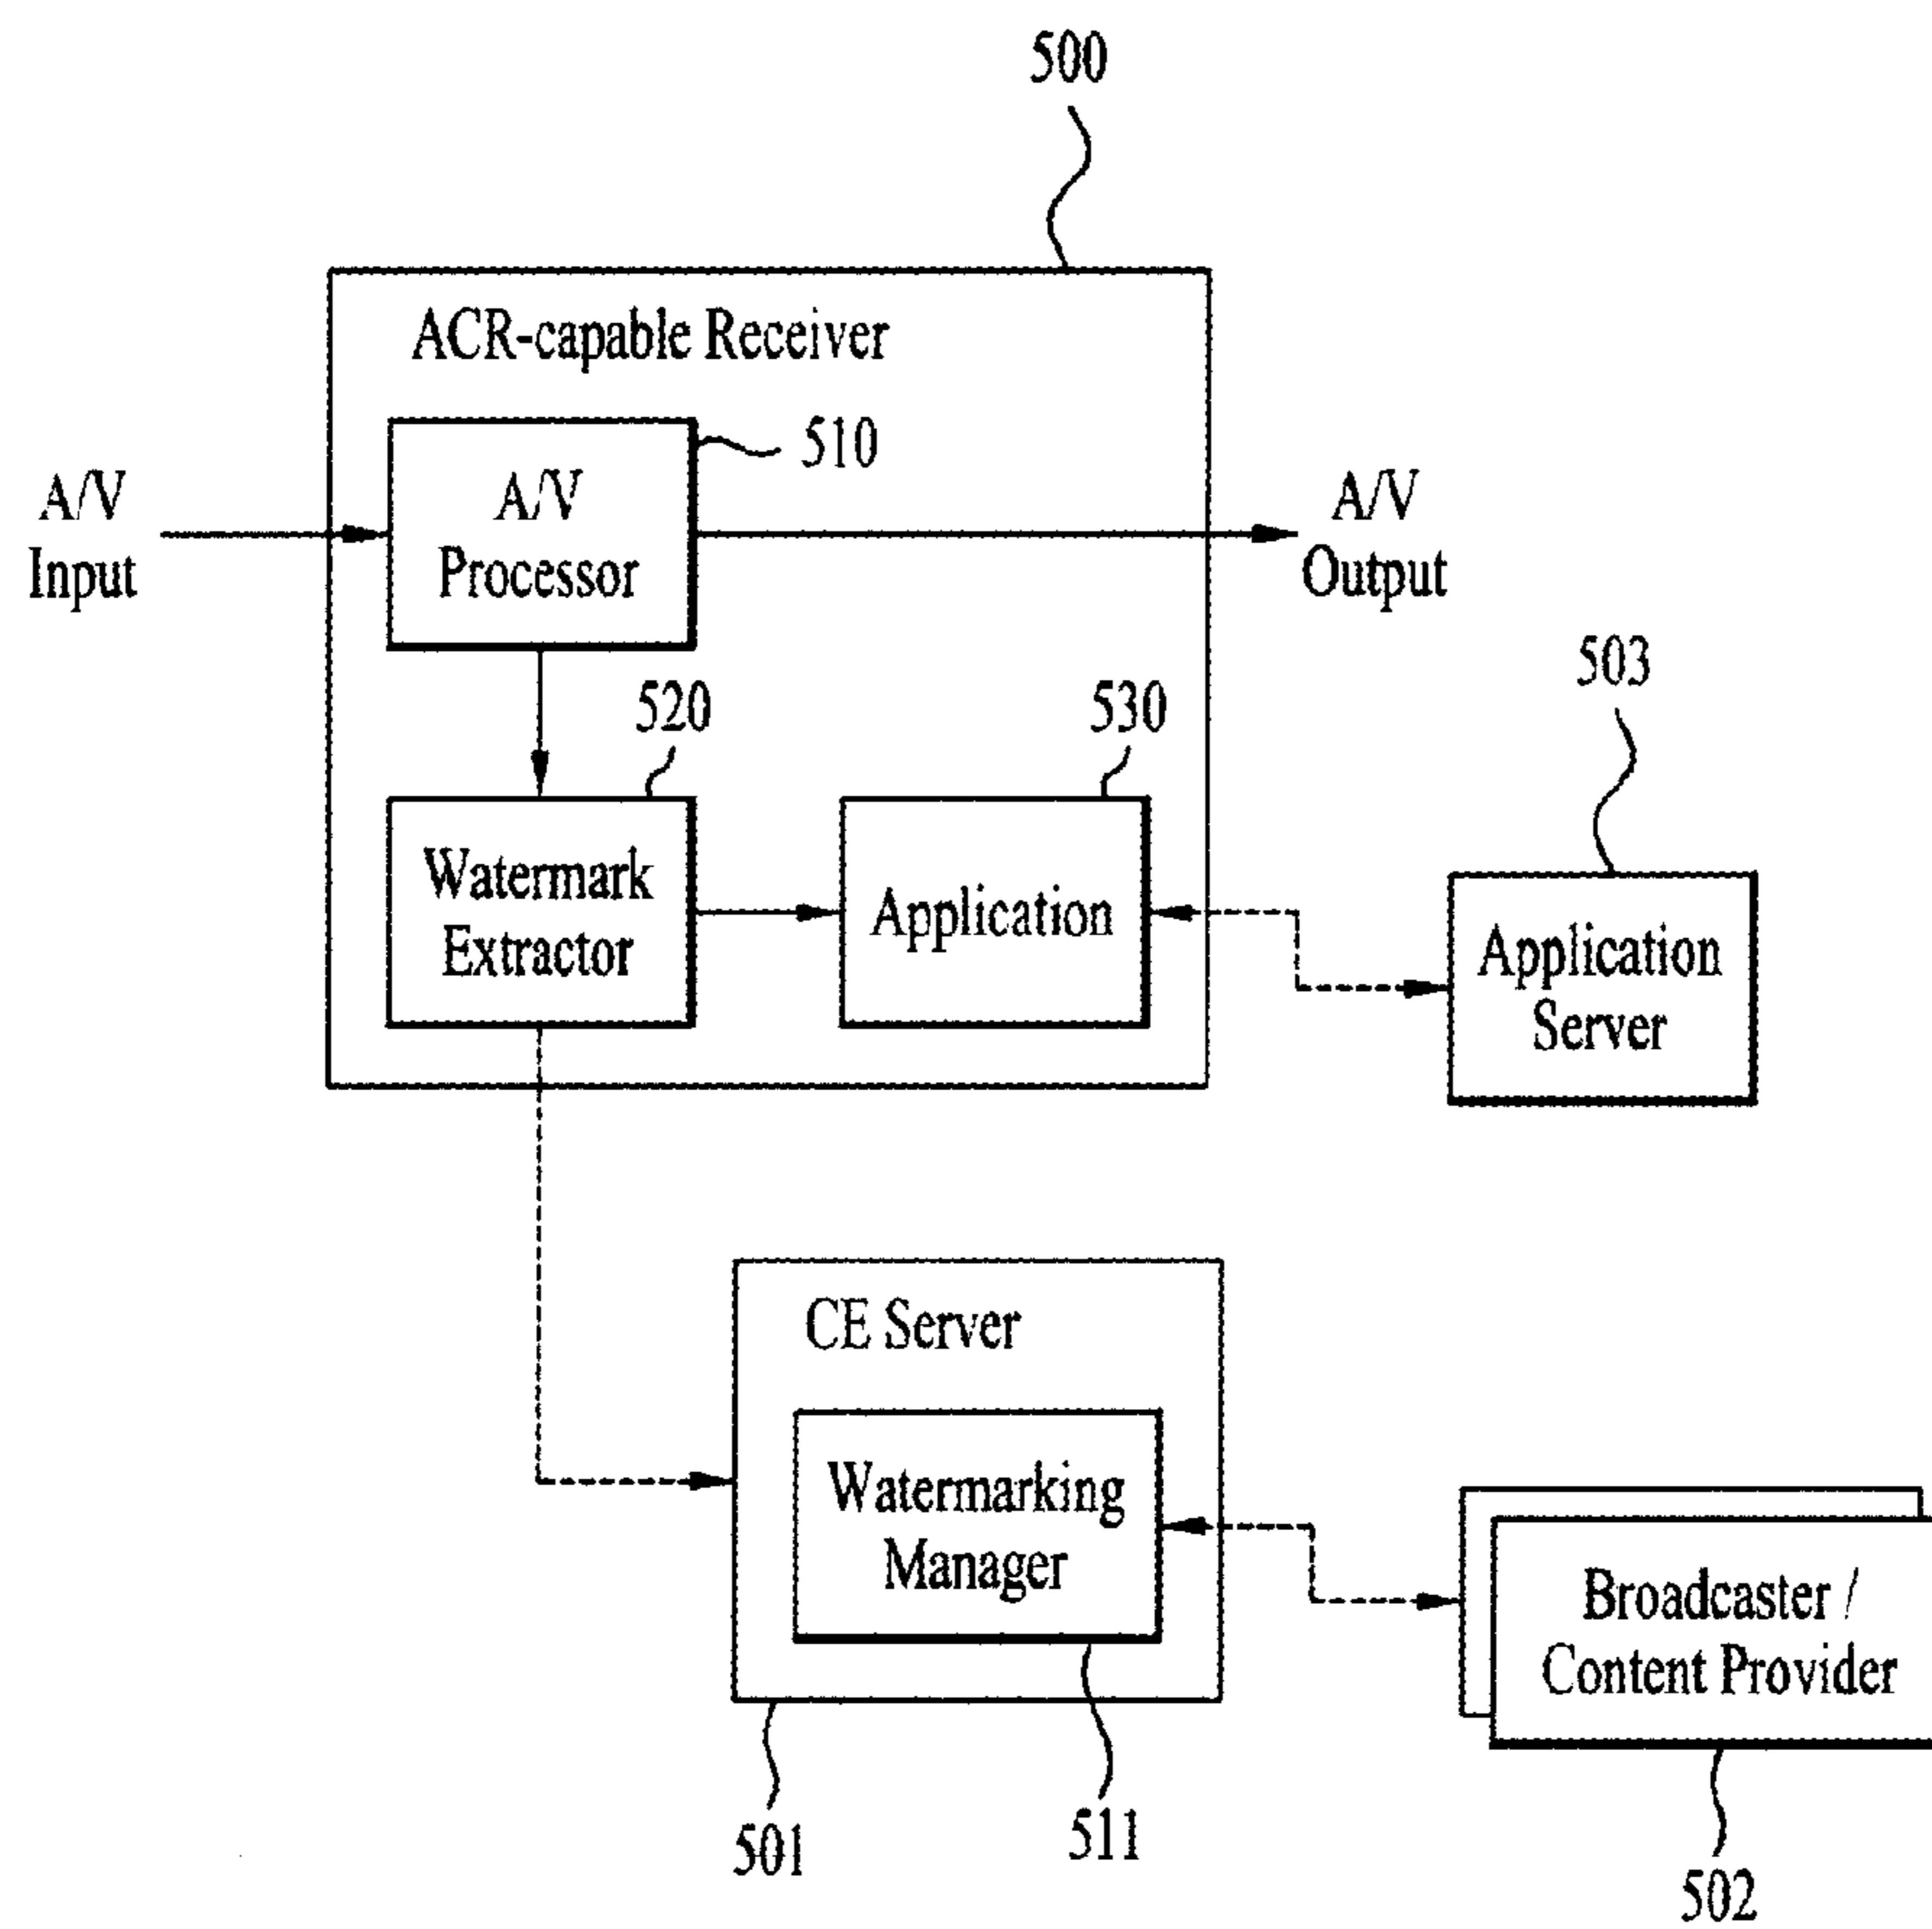 500
ACR-capable Receiver
510
A/V
Input
A/V
Processor
A/V
Output
520
530
503
Watermark
Extractor
Application
Application
Server
CE Server
Watermarking
Manager
Broadcaster /
Content Provider
501
511
502